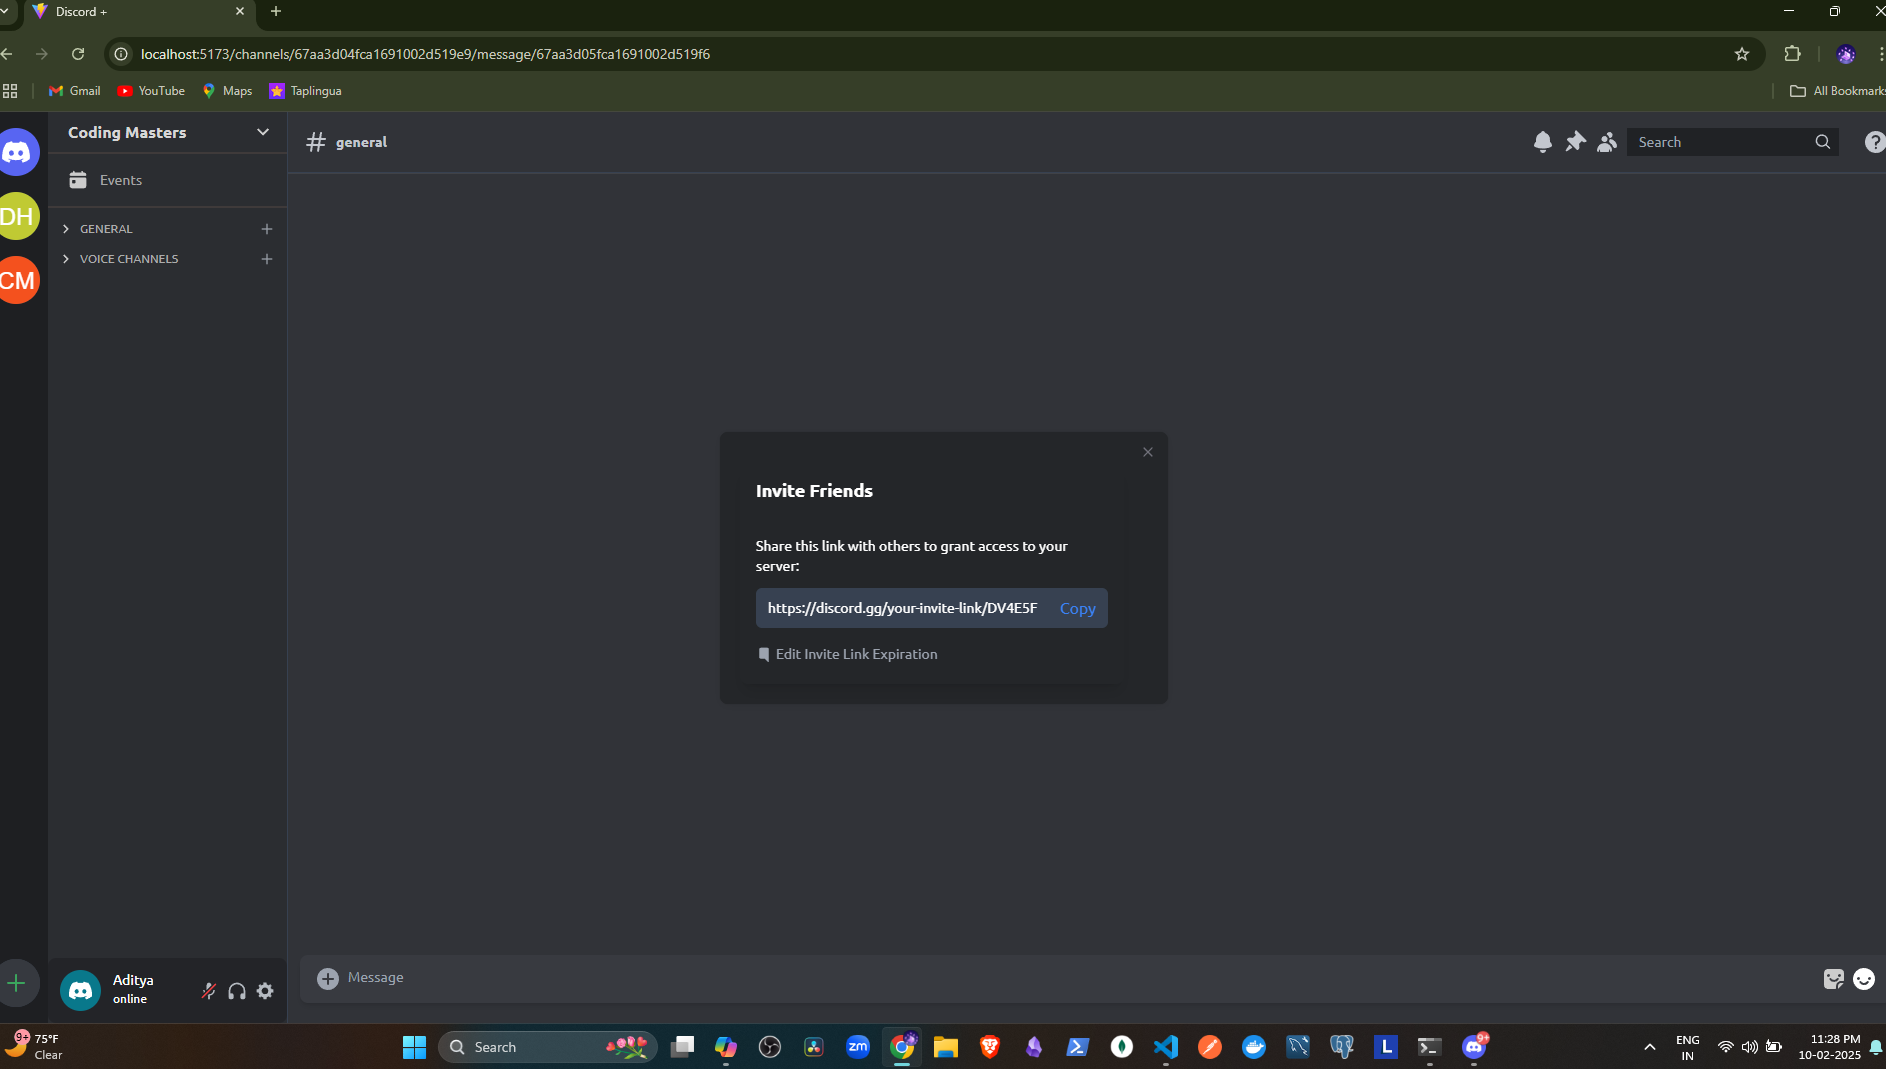 Discord +
localhost:5173/channels/67aa3d04fca1691002d519e9/message/67aa3d05fca1691002d519f6
Gmail
YouTube
Maps
Taplingua
All Bookmarks
Coding Masters
general
Search
Events
DH
GENERAL
VOICE CHANNELS
CM
Invite Friends
Share this link with others to grant access to your
server:
https://discord.gg/your-invite-link/DV4E5F
Copy
Edit Invite Link Expiration
Aditya
online
Message
9+
75°F
Clear
Search
zm
L
9+
ENG
IN
11:28 PM
10-02-2025